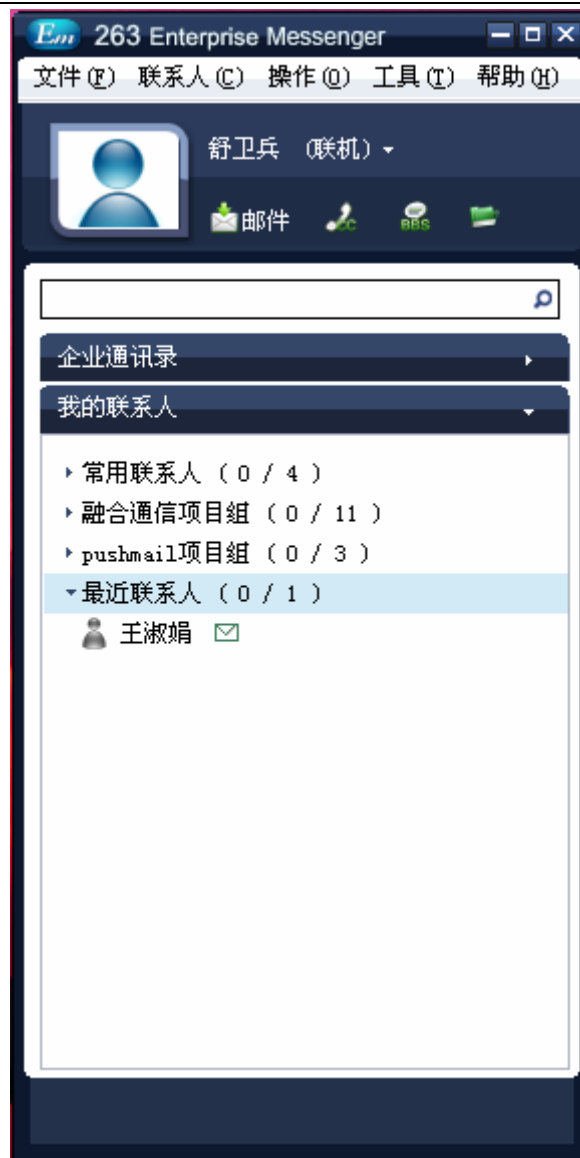 Em 263 Enterprise Messenger
文件(F) 联系人(C) 操作(O) 工具(T) 帮助(H)
舒卫兵 (联机)
邮件 CC BBS
企业通讯录
我的联系人
常用联系人 ( 0 / 4 )
融合通信项目组 ( 0 / 11 )
pushmail项目组 ( 0 / 3 )
最近联系人 ( 0 / 1 )
王淑娟